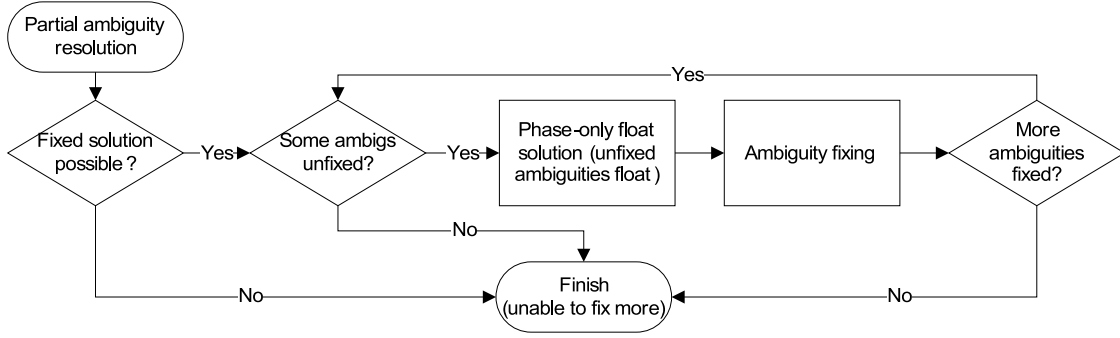 Partial ambiguity
resolution
Yes
Fixed solution
possible ?
Yes
Some ambigs
unfixed?
Yes
Phase-only float
solution (unfixed
ambiguities float )
Ambiguity fixing
More
ambiguities
fixed?
No
No
Finish
(unable to fix more)
No